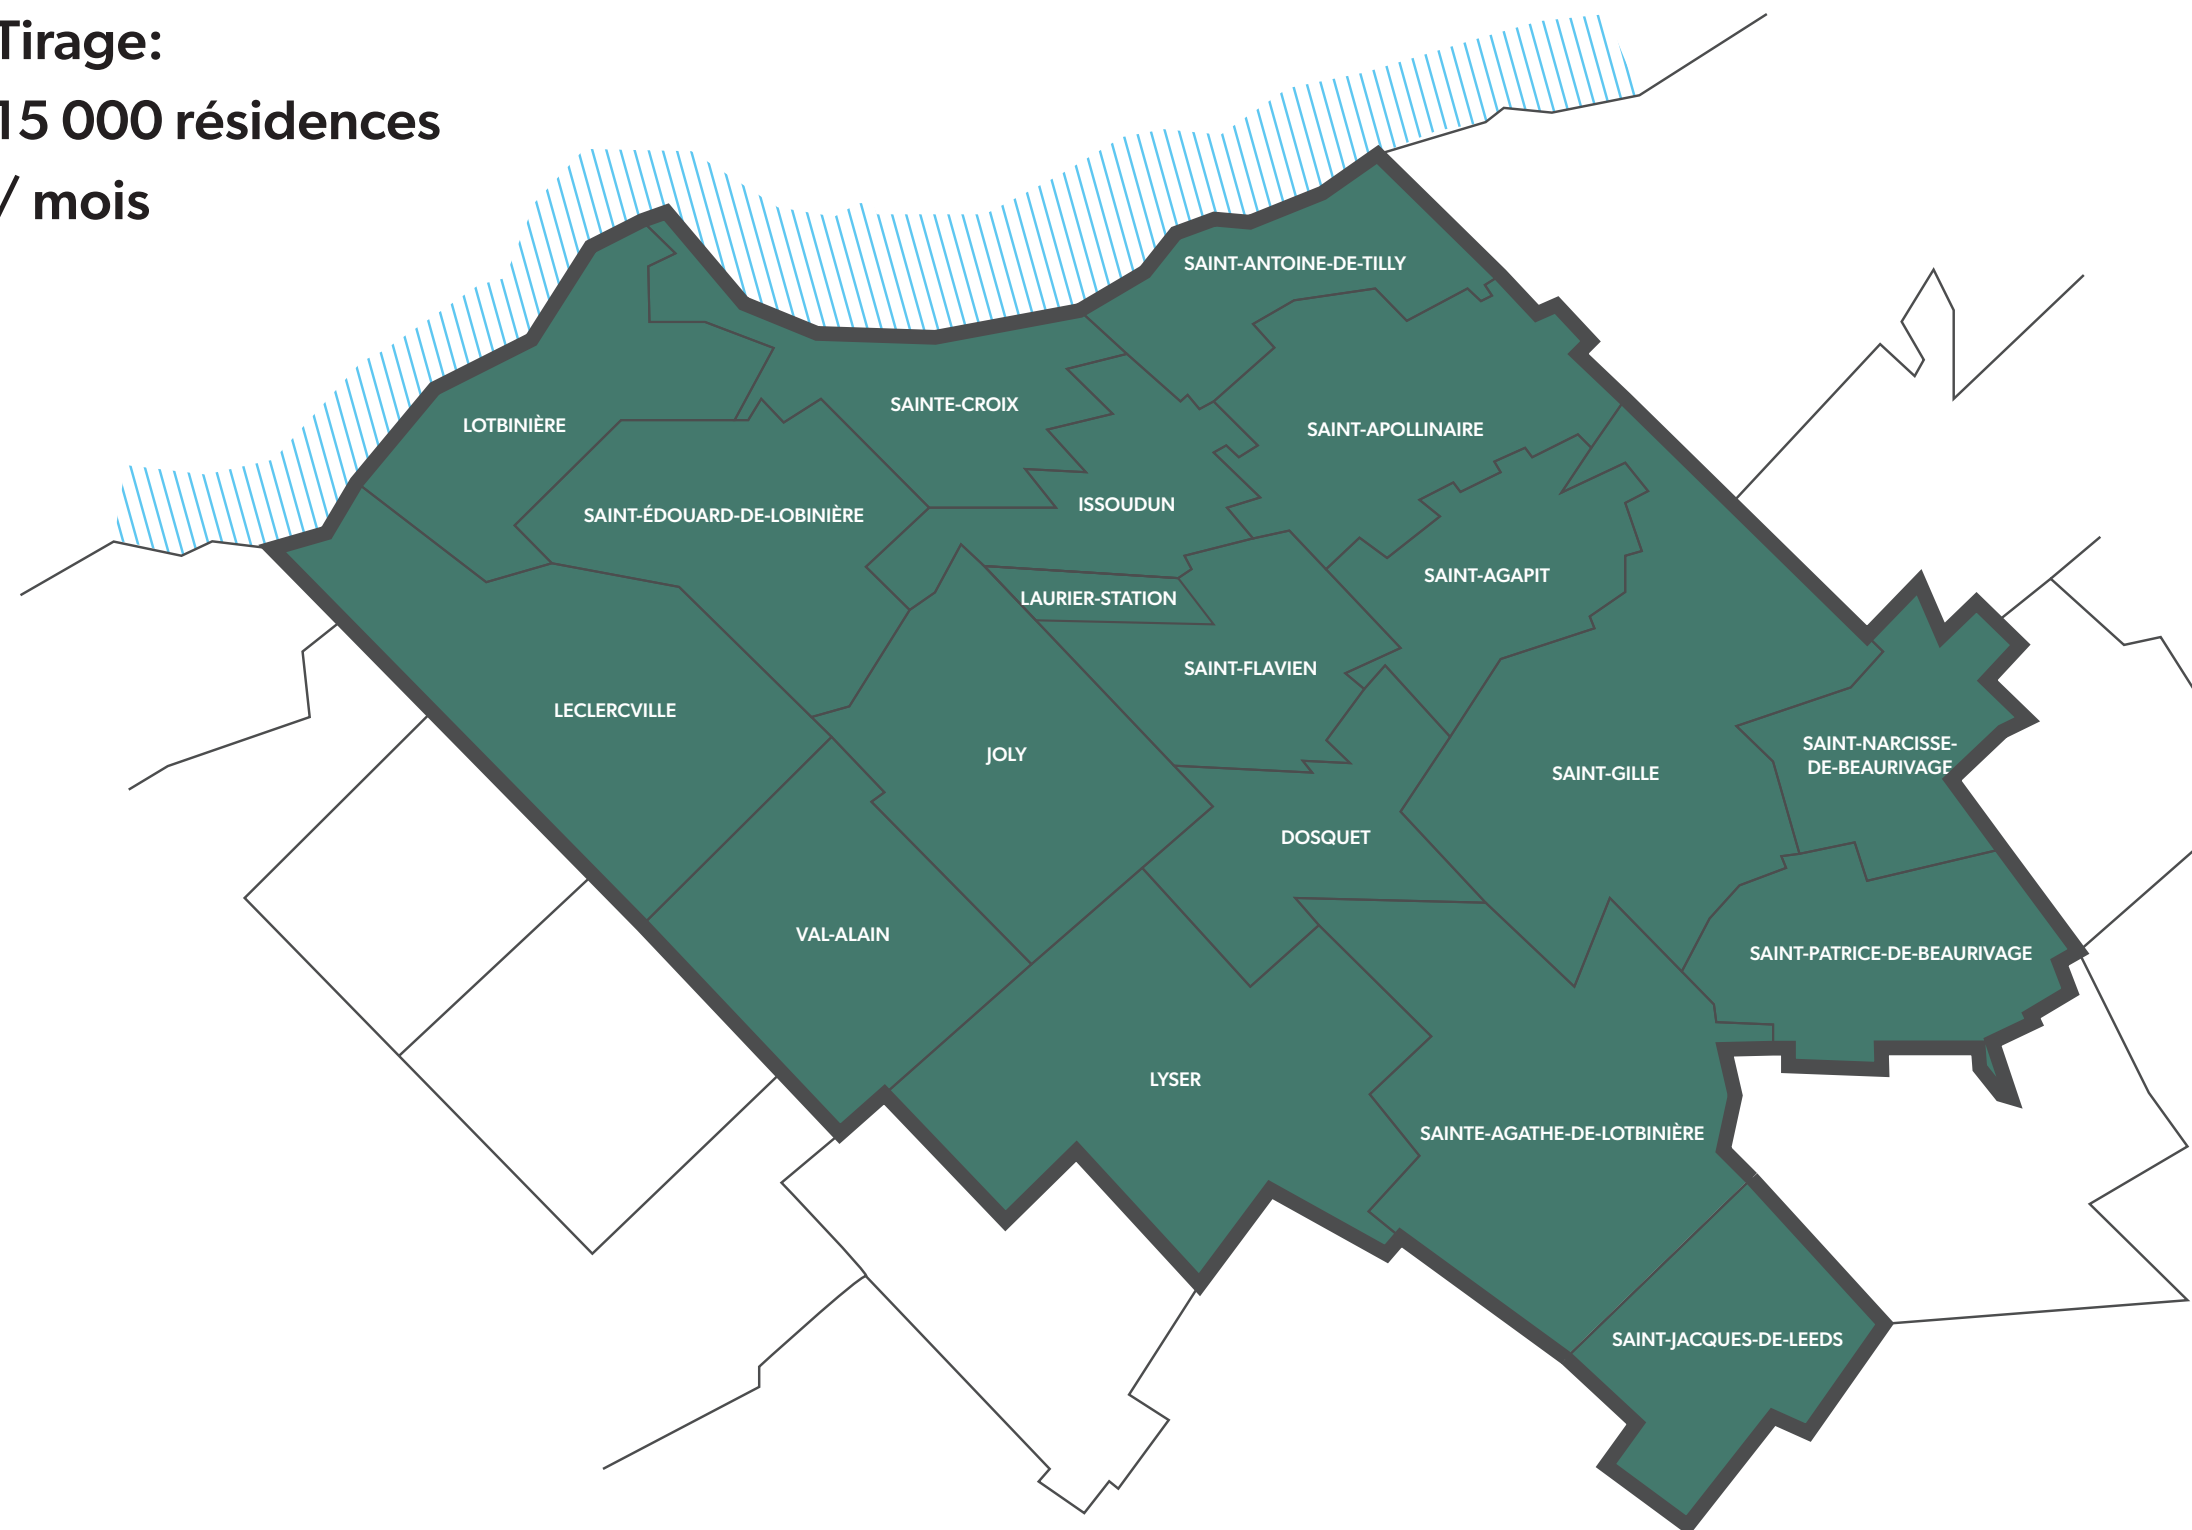 Tirage:
15 000 résidences
/ mois
SAINT-ANTOINE-DE-TILLY
SAINTE-CROIX
LOTBINIÈRE
SAINT-APOLLINAIRE
ISSOUDUN
SAINT-ÉDOUARD-DE-LOBINIÈRE
SAINT-AGAPIT
LAURIER-STATION
SAINT-FLAVIEN
LECLERCVILLE
JOLY
SAINT-NARCISSE-
DE-BEAURIVAGE
SAINT-GILLE
DOSQUET
VAL-ALAIN
SAINT-PATRICE-DE-BEAURIVAGE
LYSER
SAINTE-AGATHE-DE-LOTBINIÈRE
SAINT-JACQUES-DE-LEEDS